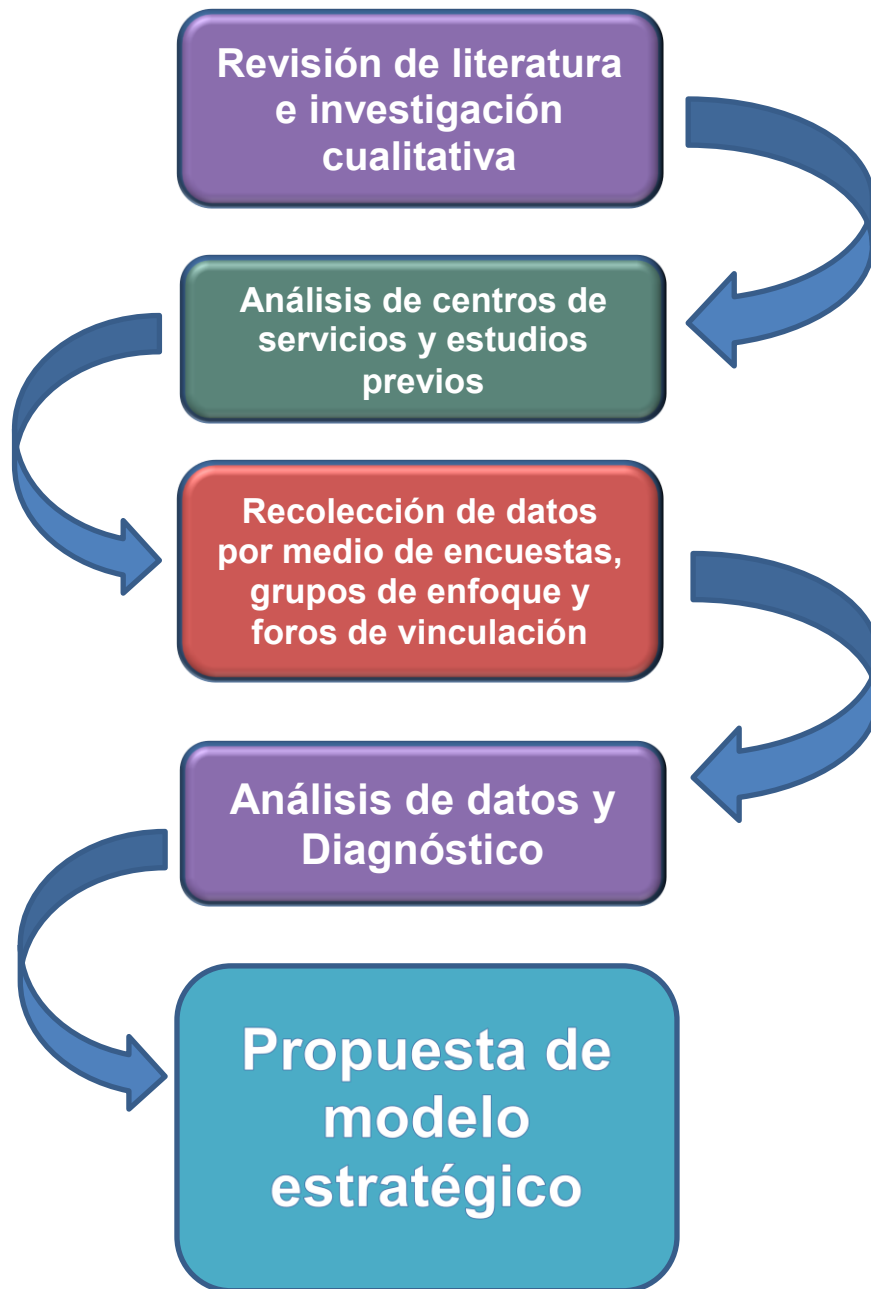 Revisión de literatura
e investigación
cualitativa
Análisis de centros de
servicios y estudios
previos
Recolección de datos
por medio de encuestas,
grupos de enfoque y
foros de vinculación
Análisis de datos y
Diagnóstico
Propuesta de
modelo
estratégico